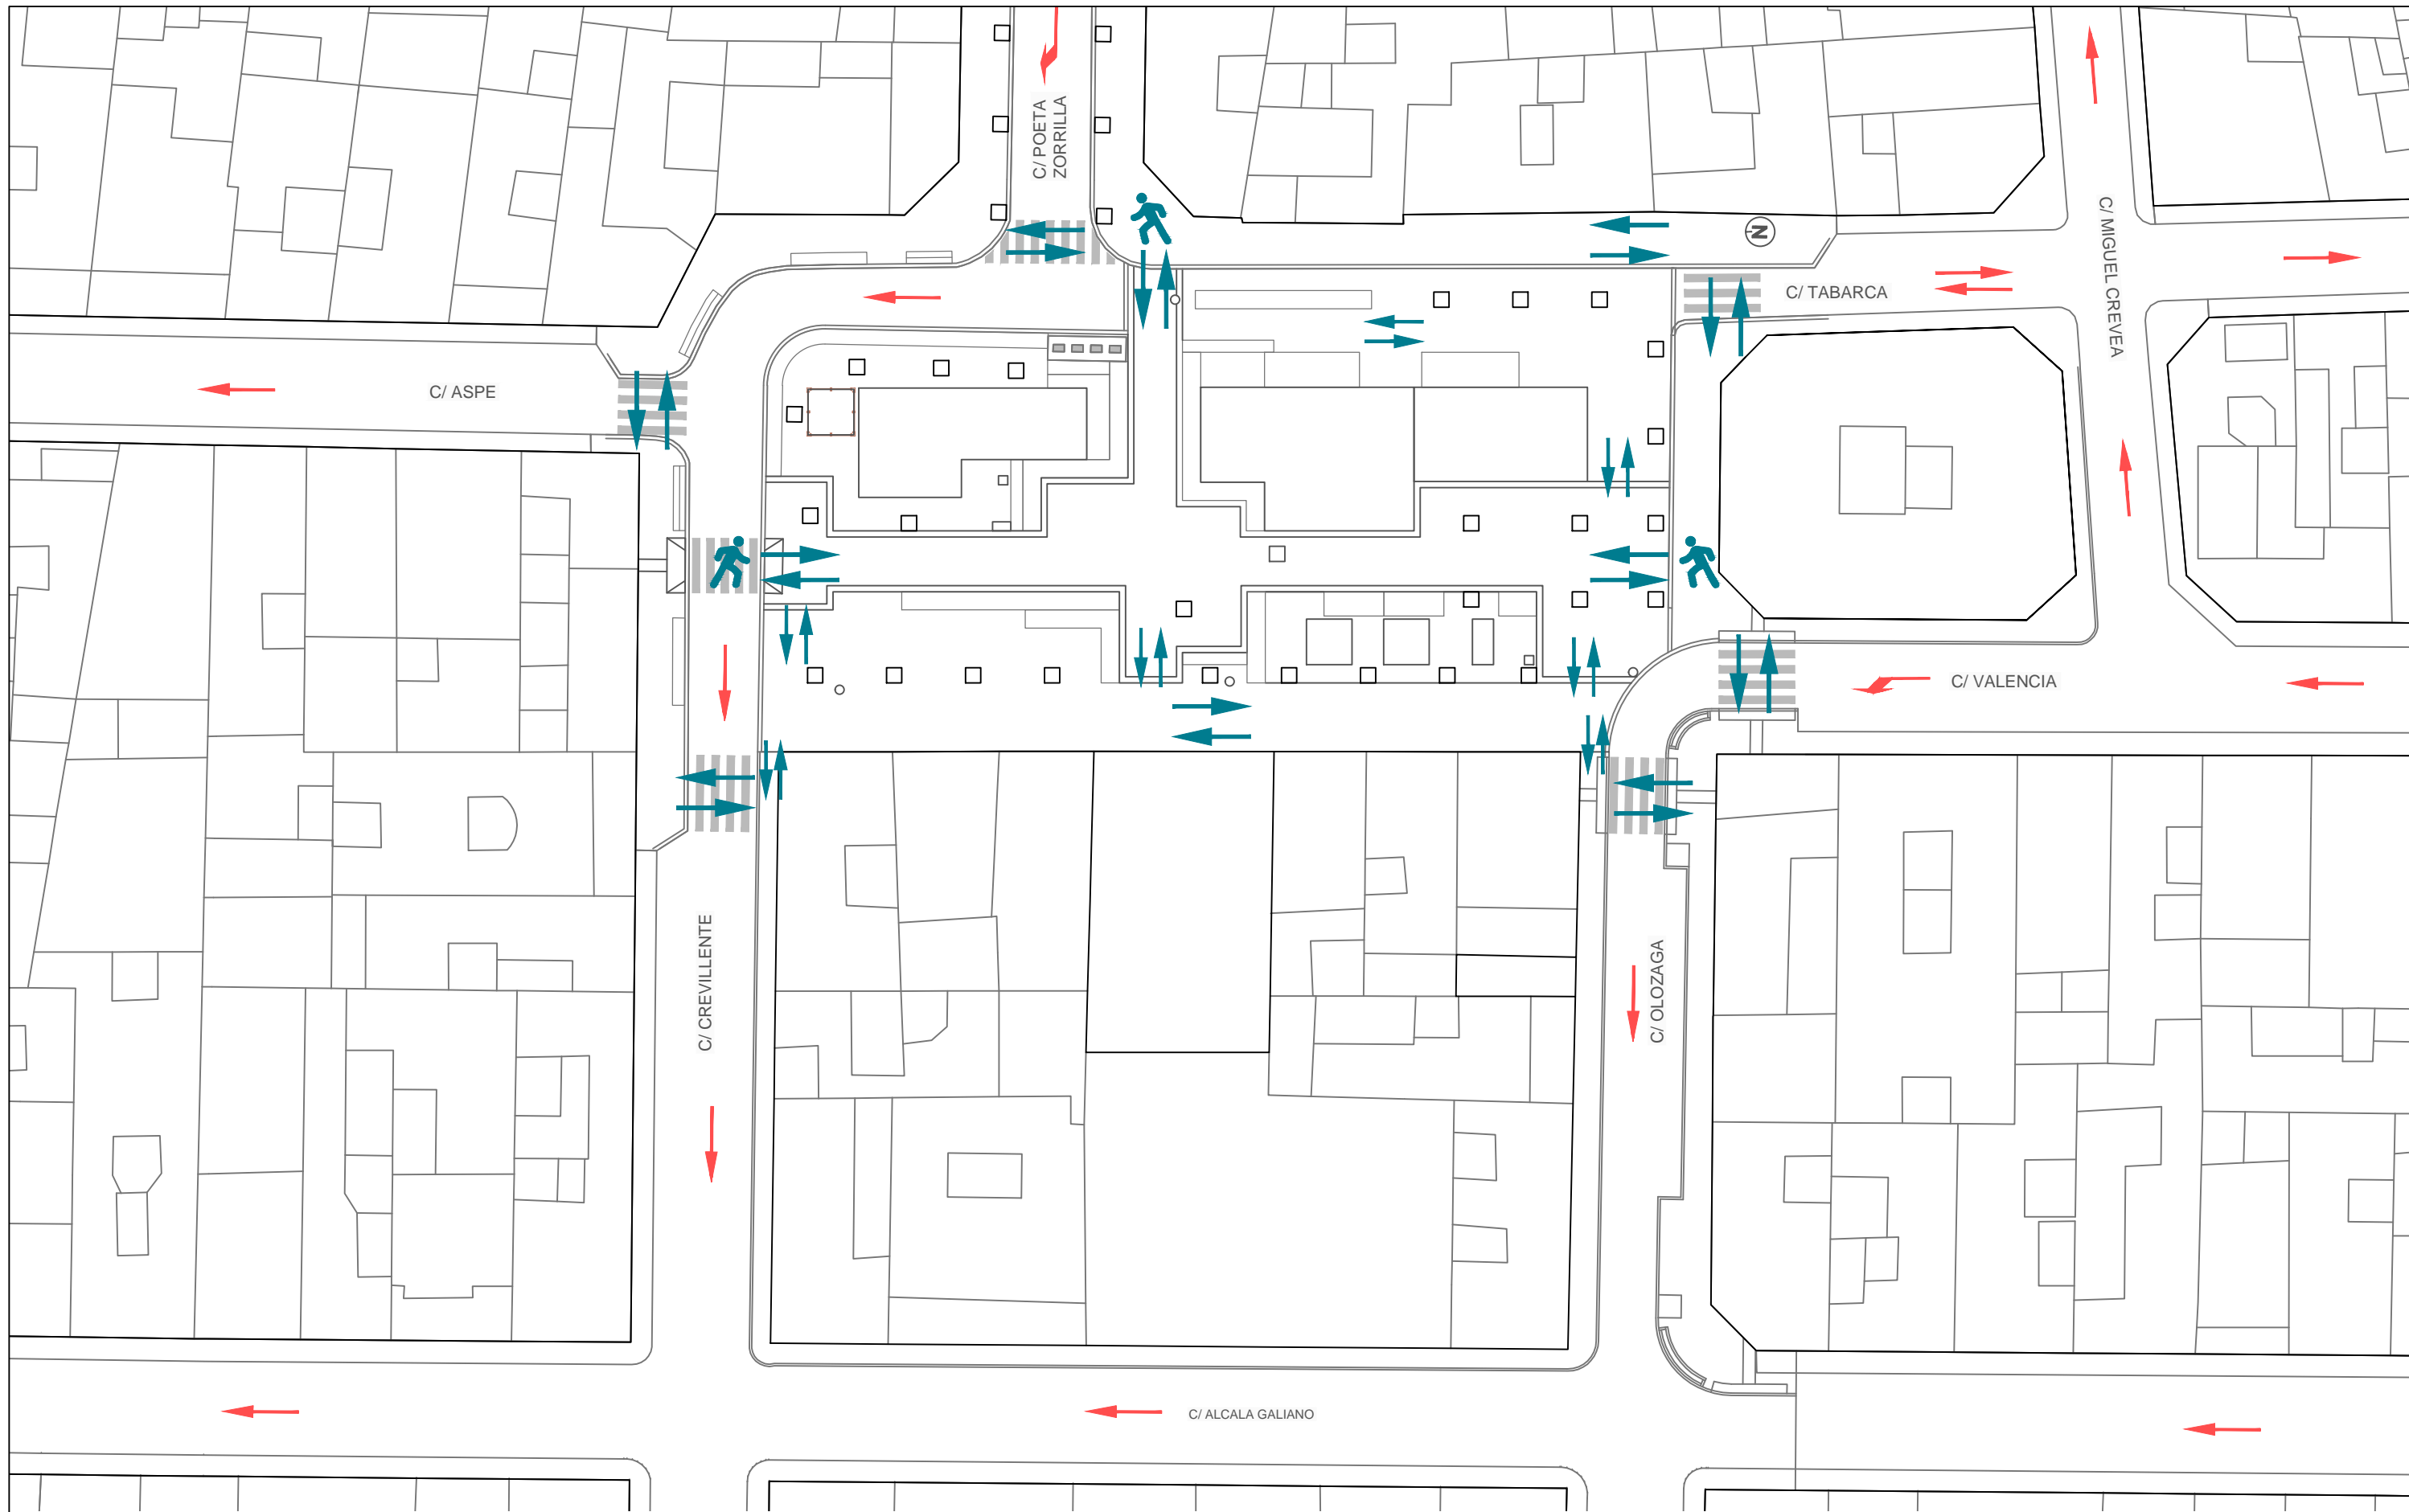 C/ POETA
ZORRILLA
N
C/ TABARCA
C/ MIGUEL CREVEA
C/ ASPE
C/ VALENCIA
C/ CREVILLENTE
C/ OLOZAGA
C/ ALCALA GALIANO